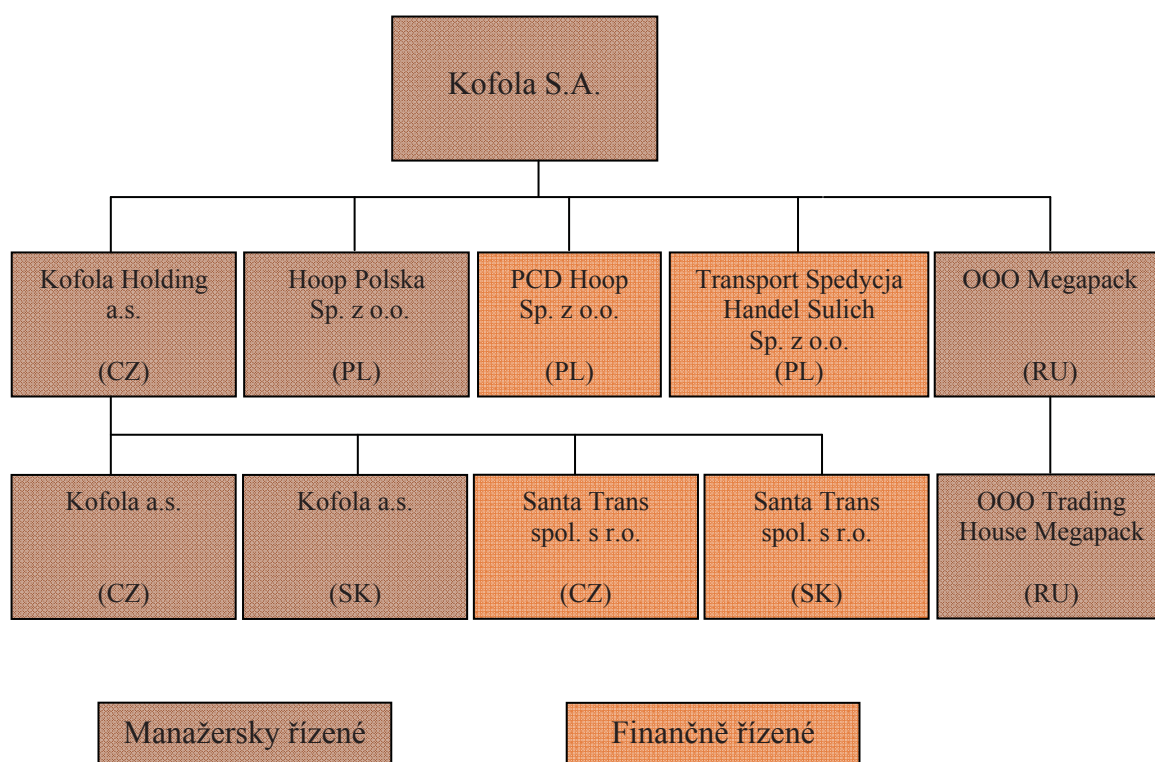 Kofola S.A.
Kofola Holding
a.s.
(CZ)
Hoop Polska
Sp. z o.o.
(PL)
PCD Hoop
Sp. z o.o.
(PL)
Transport Spedycja
Handel Sulich
Sp. z o.o.
(PL)
OOO Megapack
(RU)
Kofola a.s.
(CZ)
Kofola a.s.
(SK)
Santa Trans
spol. s r.o.
(CZ)
Santa Trans
spol. s r.o.
(SK)
OOO Trading
House Megapack
(RU)
Manažersky řízené
Finančně řízené